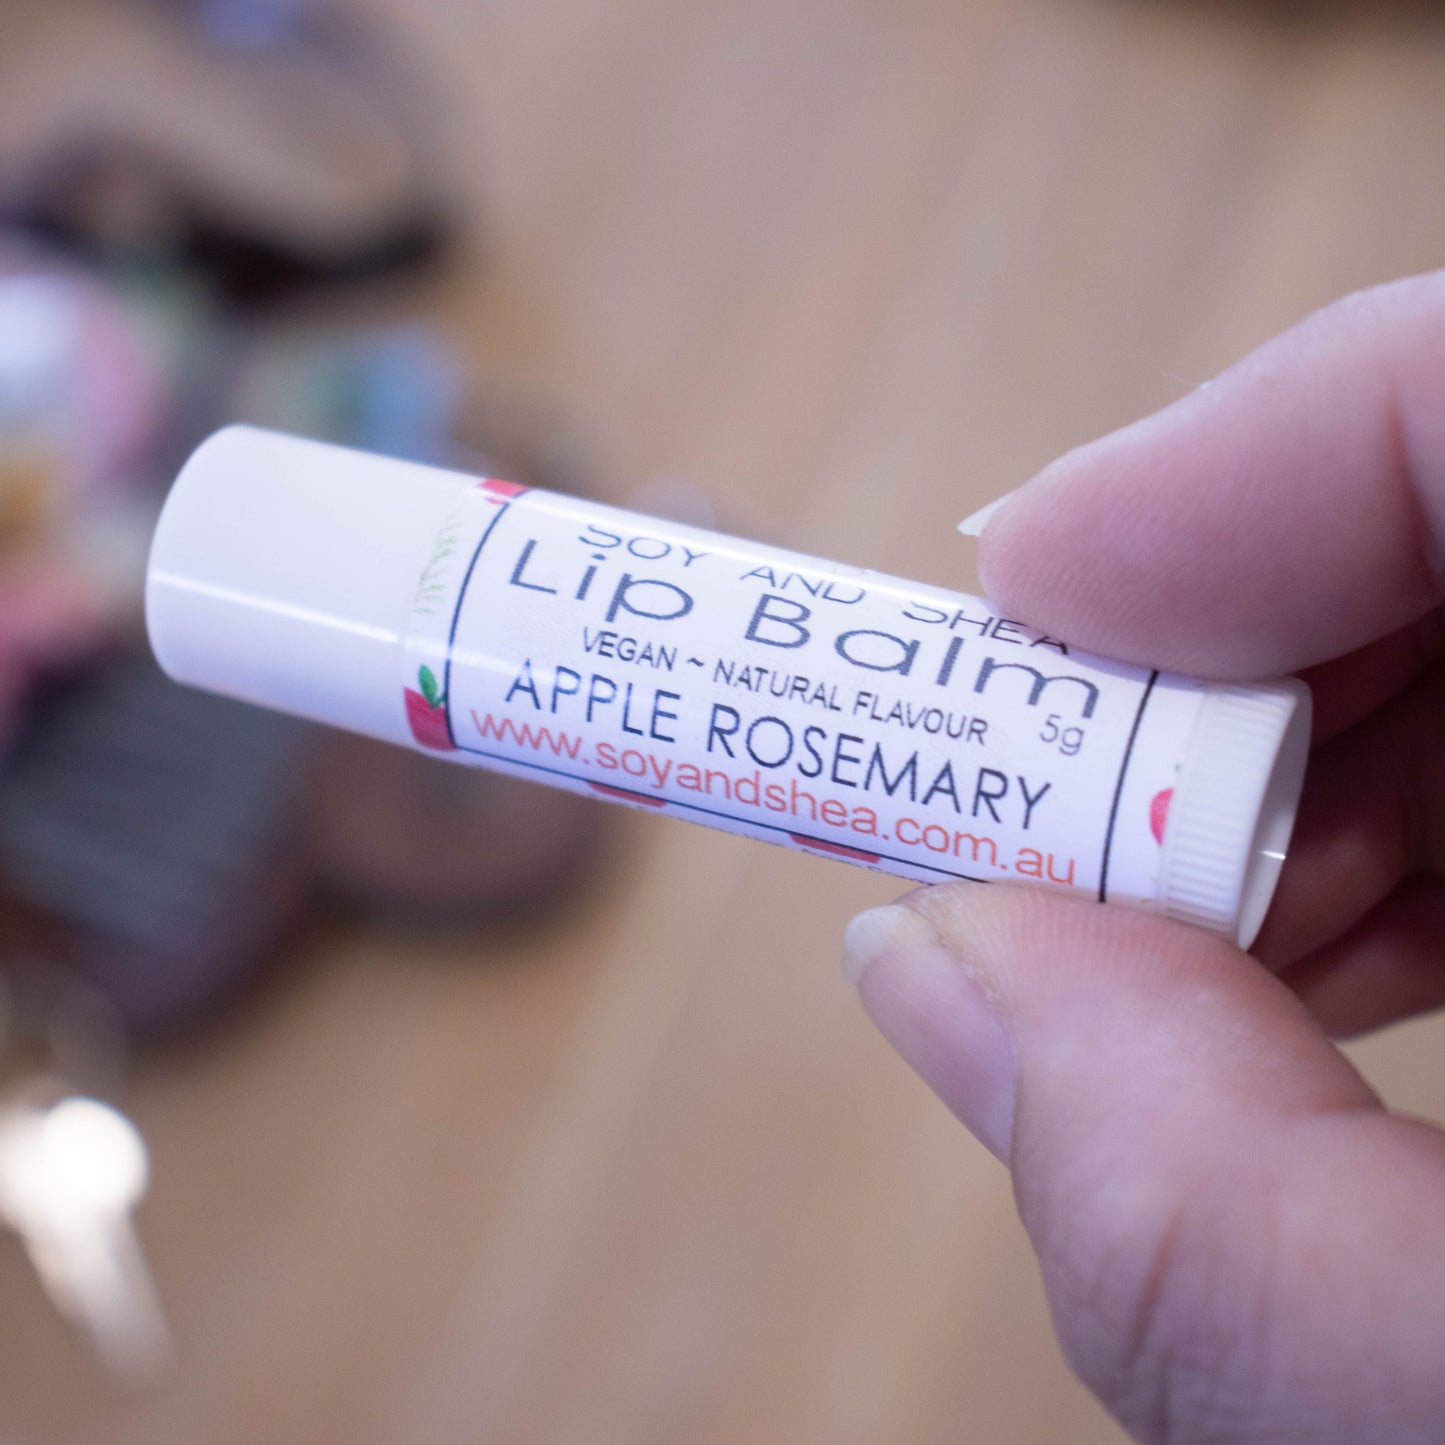 SOY AND SHEA
Lip Balm
VEGAN ~ NATURAL FLAVOUR 5g
APPLE ROSEMARY
www.soyandshea.com.au